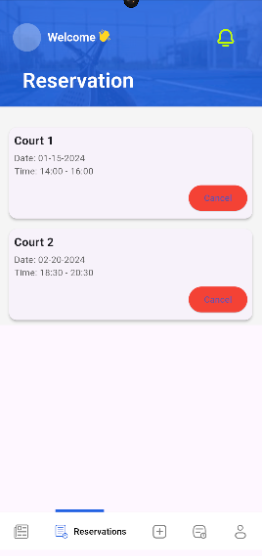 Welcome 👋
Reservation
Court 1
Date: 01-15-2024
Time: 14:00 - 16:00
Cancel
Court 2
Date: 02-20-2024
Time: 18:30 - 20:30
Cancel
Reservations